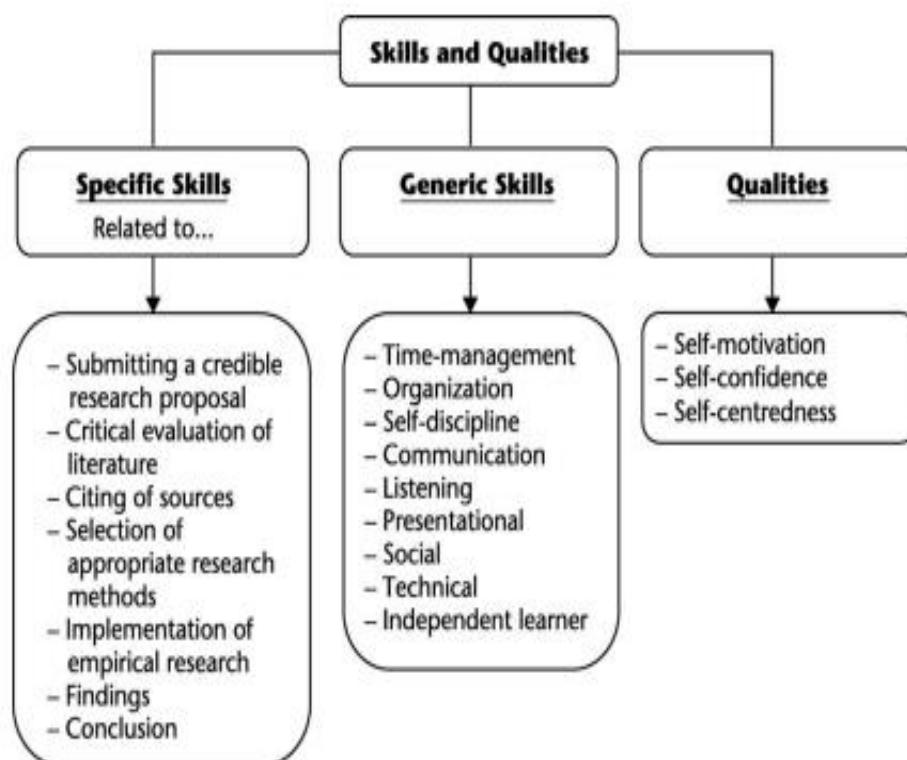 Skills and Qualities
Specific Skills
Related to...
Generic Skills
Qualities
– Submitting a credible
research proposal
– Critical evaluation of
literature
– Citing of sources
– Selection of
appropriate research
methods
– Implementation of
empirical research
– Findings
– Conclusion
– Time-management
– Organization
– Self-discipline
– Communication
– Listening
– Presentational
– Social
– Technical
– Independent learner
– Self-motivation
– Self-confidence
– Self-centredness